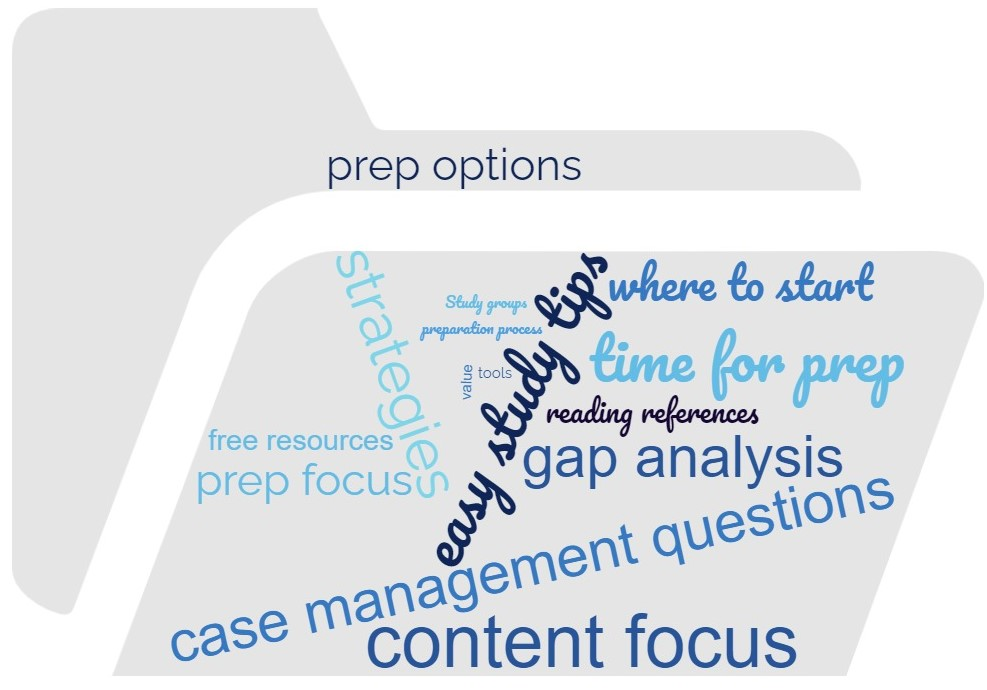 prep options
strategies
easy study tips
where to start
Study groups
preparation process
time for prep
value
tools
reading references
free resources
gap analysis
prep focus
case management questions
content focus